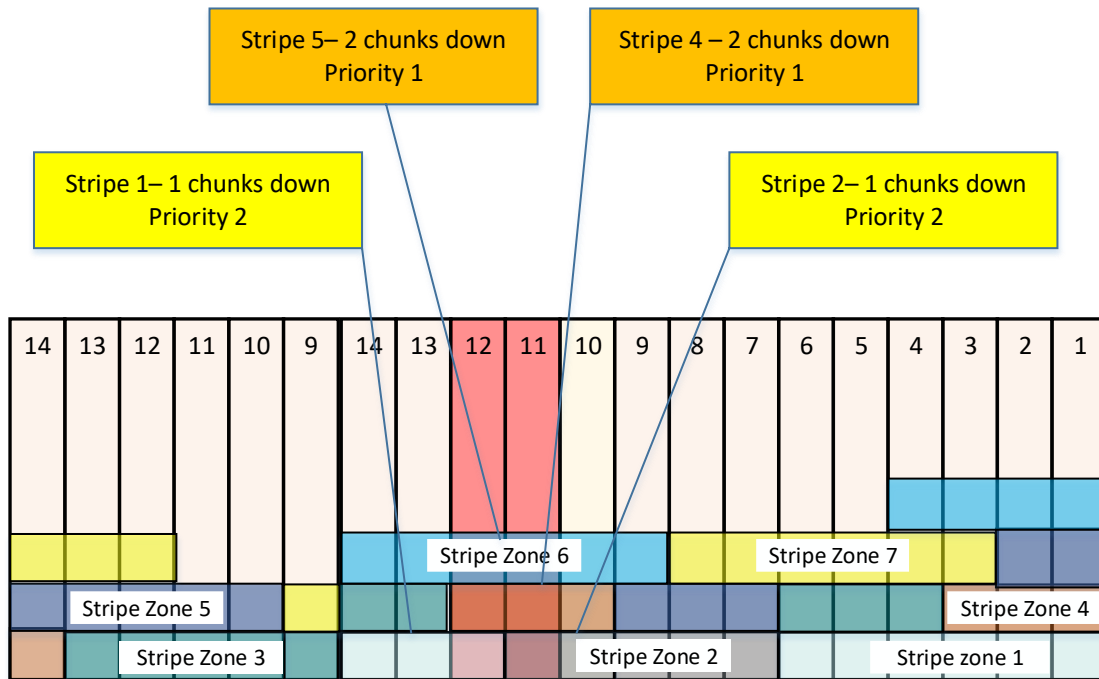 Stripe 5– 2 chunks down
Priority 1
Stripe 4 – 2 chunks down
Priority 1
Stripe 1– 1 chunks down
Priority 2
Stripe 2– 1 chunks down
Priority 2
14 13 12 11 10 9 14 13 12 11 10 9 8 7 6 5 4 3 2 1
Stripe Zone 6 Stripe Zone 7
Stripe Zone 5 Stripe Zone 4
Stripe Zone 3 Stripe Zone 2 Stripe zone 1